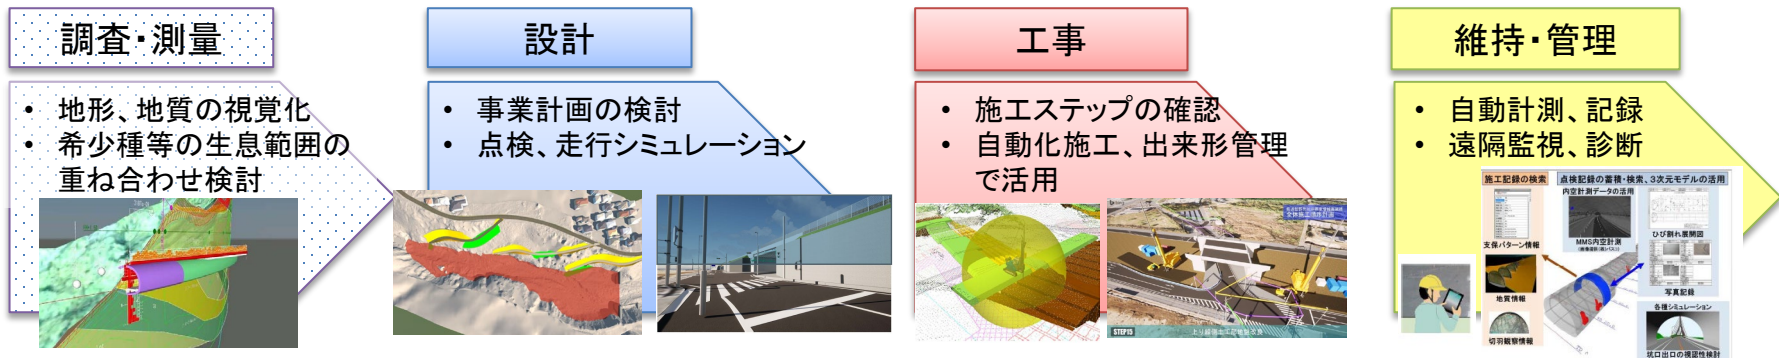 調査・測量
・ 地形、地質の視覚化
・ 希少種等の生息範囲の
重ね合わせ検討
設計
・ 事業計画の検討
・ 点検、走行シミュレーション
工事
・ 施工ステップの確認
・ 自動化施工、出来形管理
で活用
全体施工順序計画
STEP15
維持・管理
・ 自動計測、記録
・ 遠隔監視、診断
施工記録の検索
点検記録の蓄積・検索、3次元モデルの活用
内空計測データの活用
支保パターン情報
MMS内空計測
ひび割れ展開図
地質情報
写真記録
切羽観察情報
各種シミュレーション
坑口出口の視認性検討